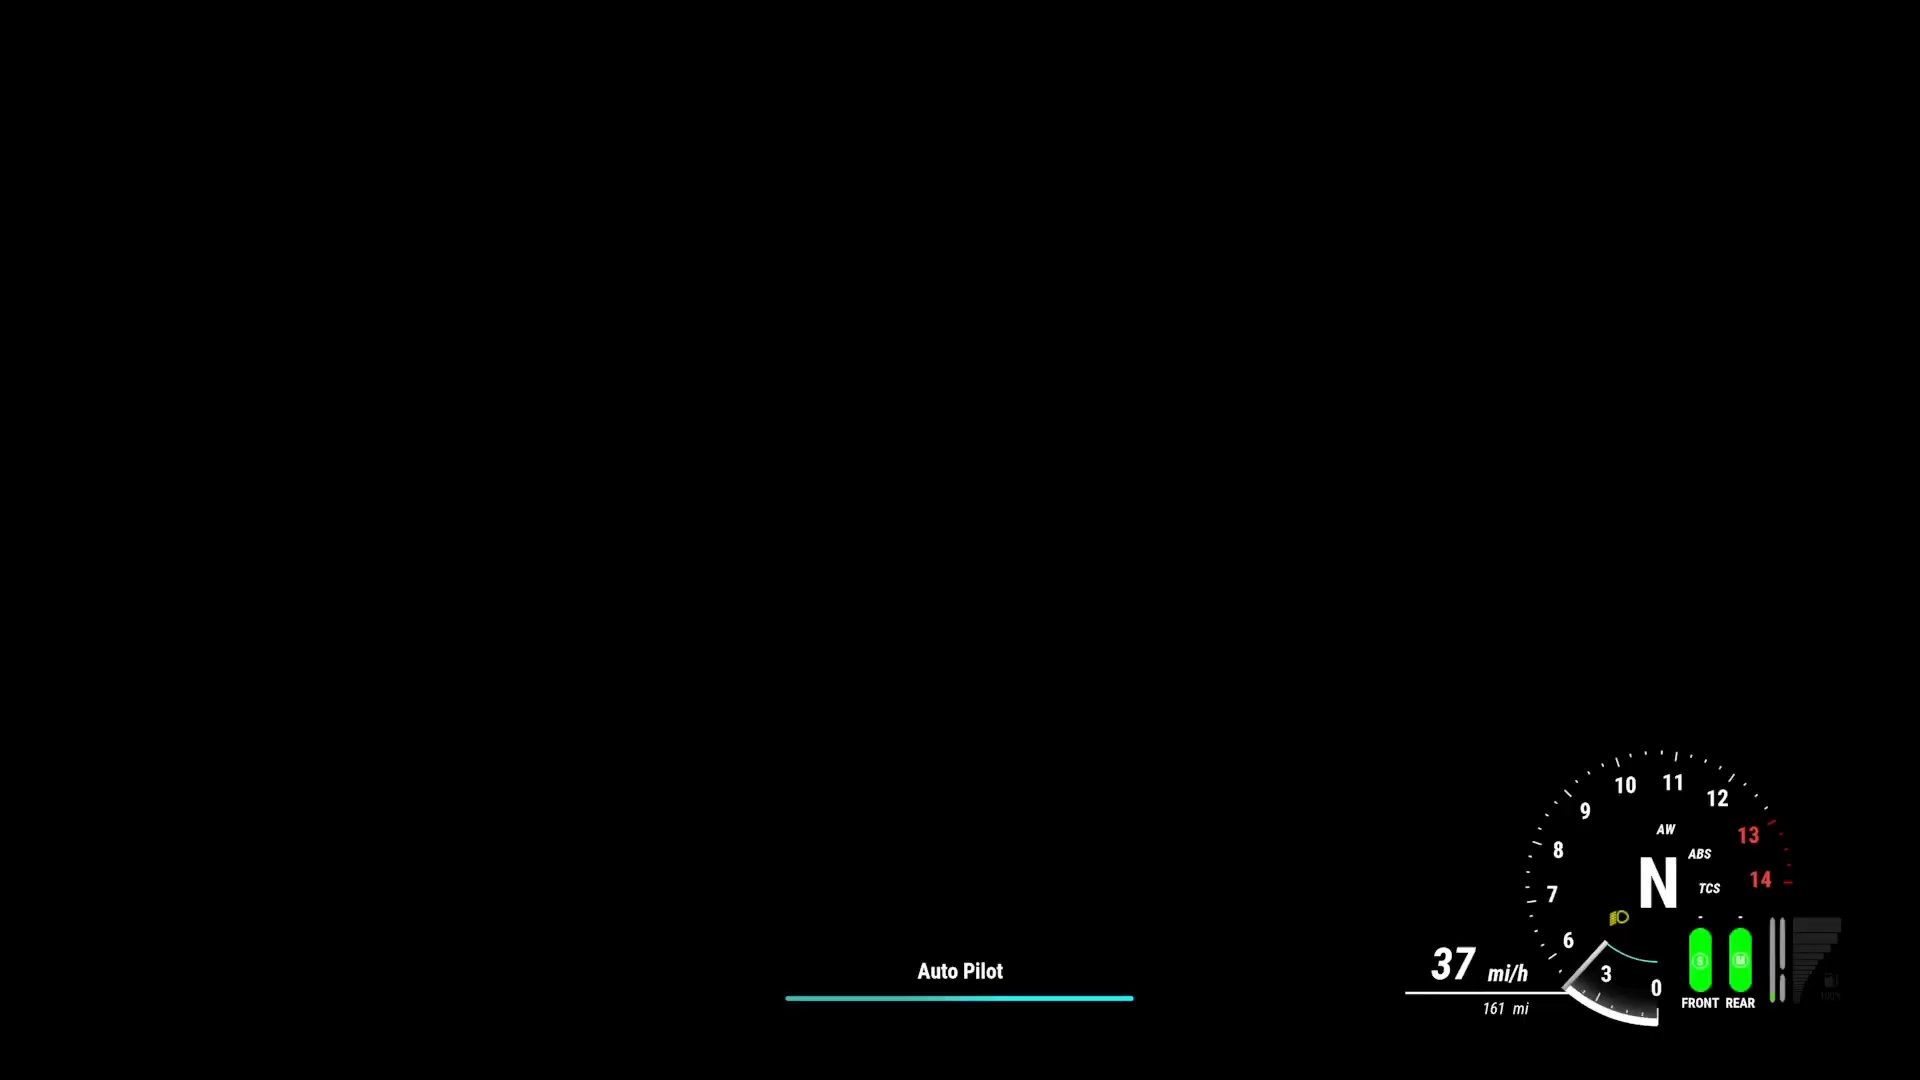 10 11
9 12
AW
13
8 ABS
N
TCS 14
7
6
37 mi/h
Auto Pilot
3 0
S M
FRONT REAR
161 mi